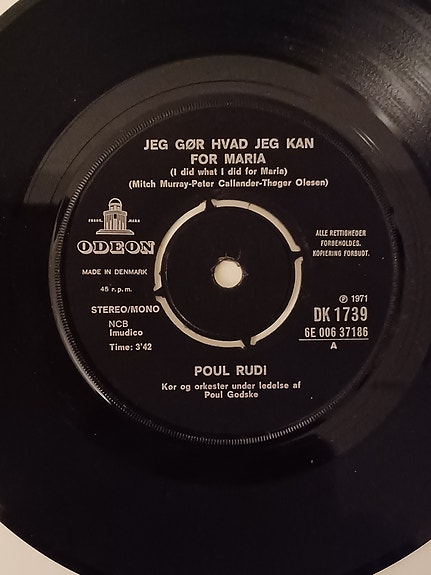 JEG GØR HVAD JEG KAN
FOR MARIA
(I did what I did for Maria)
(Mitch Murray-Peter Callander-Thøger Olesen)
TRADE MARK
ODEON
MADE IN DENMARK
45 r.p.m.
STEREO/MONO
NCB
Imudico
Time: 3'42
ALLE RETTIGHEDER
FORBEHOLDES.
KOPIERING FORBUDT.
℗ 1971
DK 1739
6E 006 37186
A
POUL RUDI
Kor og orkester under ledelse af
Poul Godske